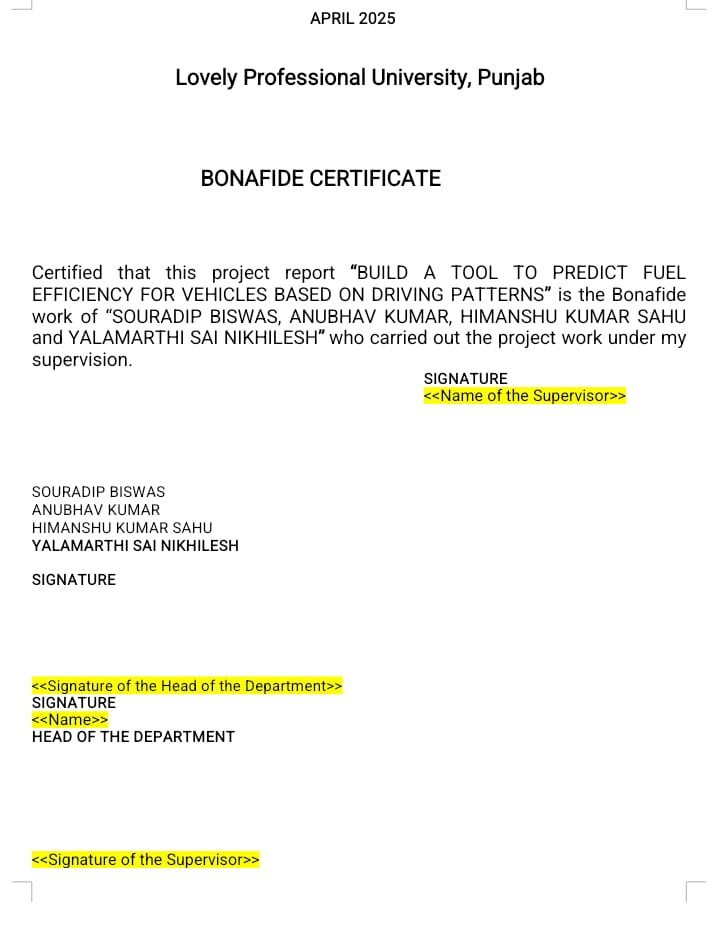 APRIL 2025
Lovely Professional University, Punjab
BONAFIDE CERTIFICATE
Certified that this project report “BUILD A TOOL TO PREDICT FUEL
EFFICIENCY FOR VEHICLES BASED ON DRIVING PATTERNS” is the Bonafide
work of “SOURADIP BISWAS, ANUBHAV KUMAR, HIMANSHU KUMAR SAHU
and YALAMARTHI SAI NIKHILESH” who carried out the project work under my
supervision.
SIGNATURE
<<Name of the Supervisor>>
SOURADIP BISWAS
ANUBHAV KUMAR
HIMANSHU KUMAR SAHU
YALAMARTHI SAI NIKHILESH
SIGNATURE
<<Signature of the Head of the Department>>
SIGNATURE
<<Name>>
HEAD OF THE DEPARTMENT
<<Signature of the Supervisor>>